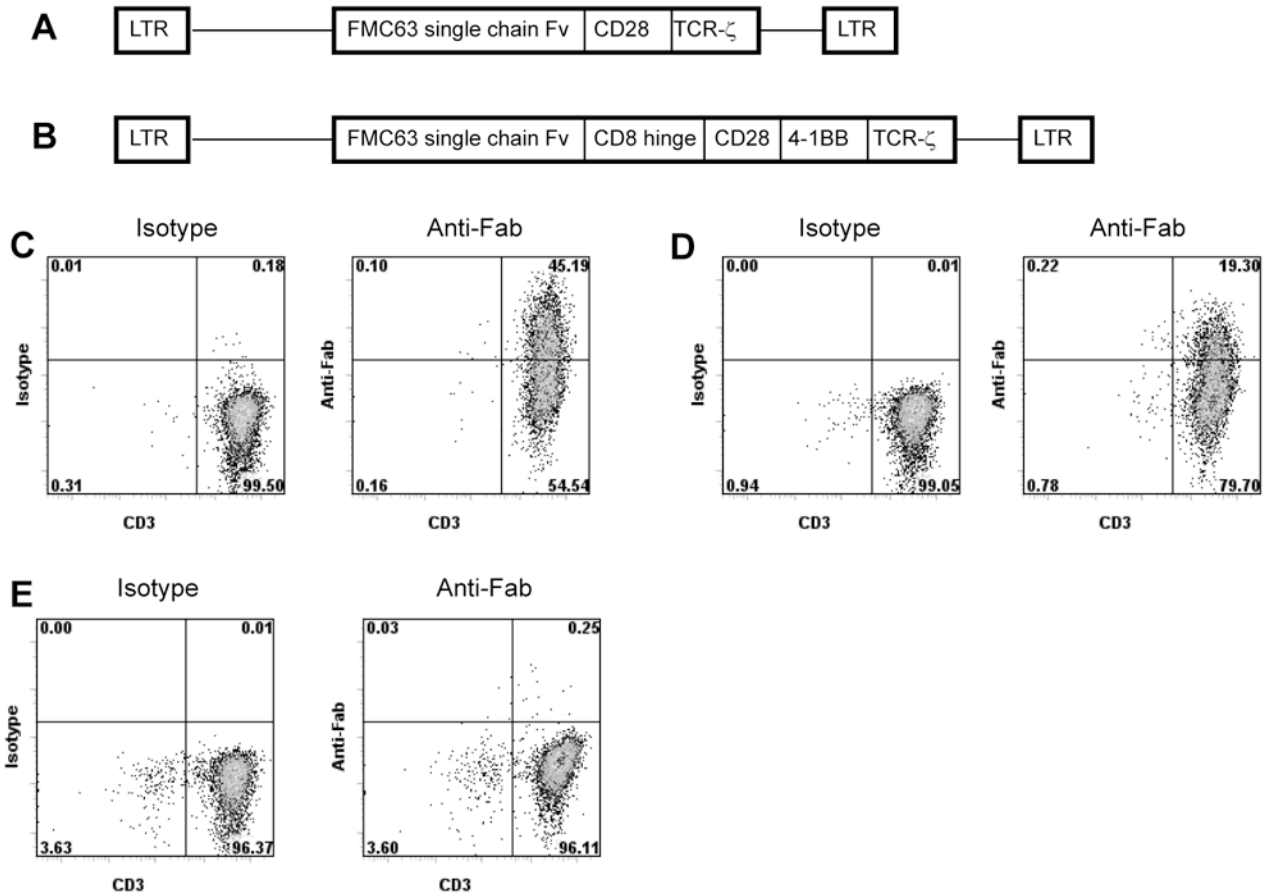 A
LTR
FMC63 single chain Fv
CD28
TCR-ζ
LTR
B
LTR
FMC63 single chain Fv
CD8 hinge
CD28
4-1BB
TCR-ζ
LTR
C
Isotype
Anti-Fab
0.01
0.18
0.31
99.50
Isotype
CD3
0.10
45.19
0.16
54.54
Anti-Fab
CD3
D
Isotype
Anti-Fab
0.00
0.01
0.94
99.05
Isotype
CD3
0.22
19.30
0.78
79.70
Anti-Fab
CD3
E
Isotype
Anti-Fab
0.00
0.01
3.63
96.37
Isotype
CD3
0.03
0.25
3.60
96.11
Anti-Fab
CD3